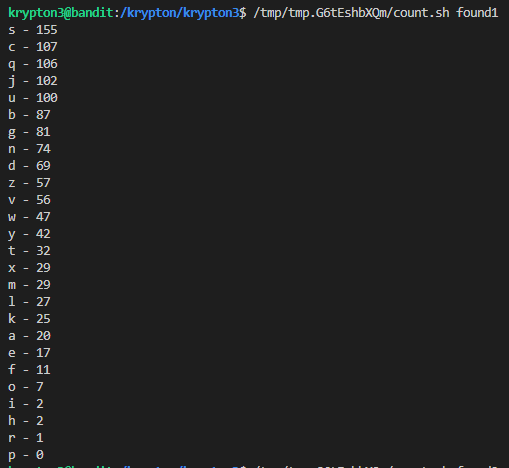 krypton3@bandit:/krypton/krypton3$ /tmp/tmp.G6tEshbXQm/count.sh found1
s - 155
c - 107
q - 106
j - 102
u - 100
b - 87
g - 81
n - 74
d - 69
z - 57
v - 56
w - 47
y - 42
t - 32
x - 29
m - 29
l - 27
k - 25
a - 20
e - 17
f - 11
o - 7
i - 2
h - 2
r - 1
p - 0